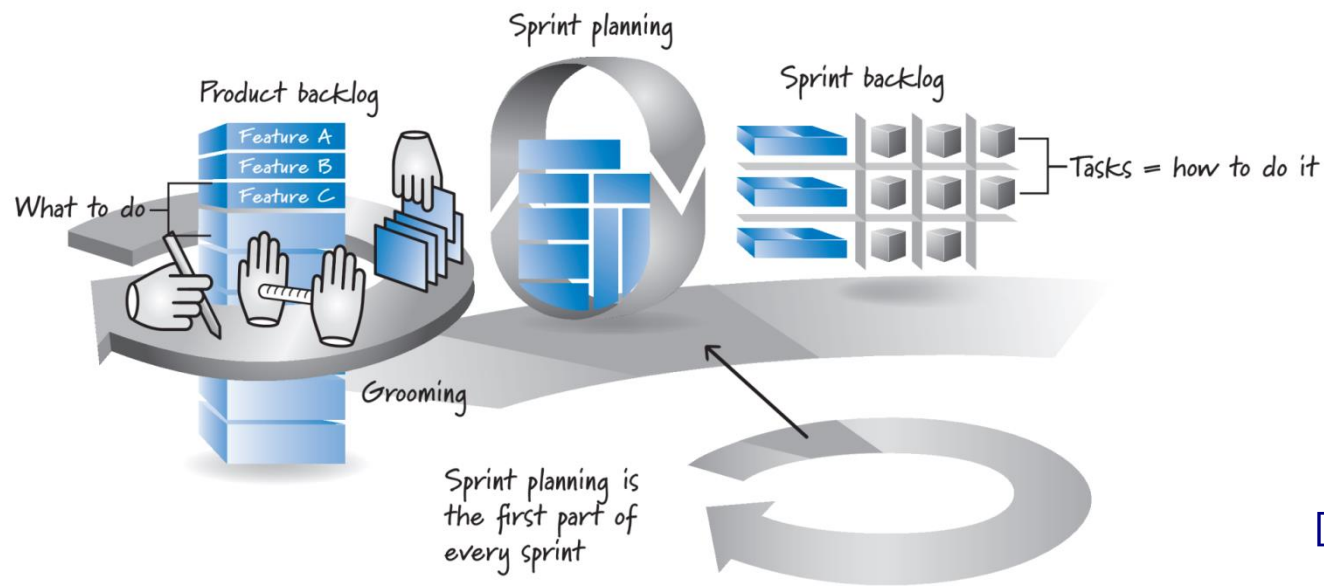 Sprint planning
Product backlog
Sprint backlog
Feature A
Feature B
Feature C
What to do
Tasks = how to do it
Grooming
Sprint planning is
the first part of
every sprint
[